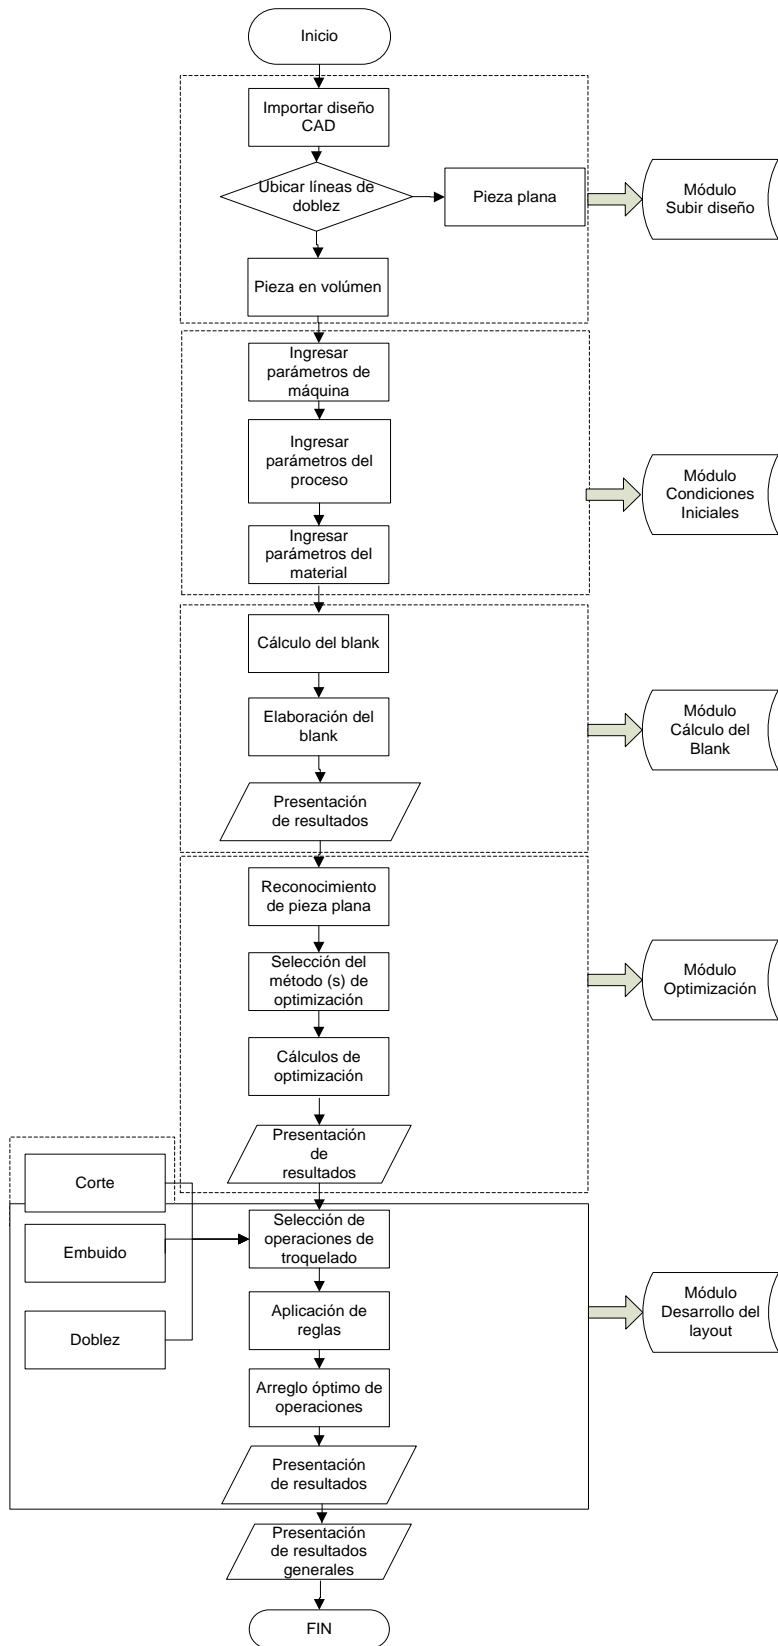 Inicio
Importar diseño
CAD
Ubicar líneas de
doblez
Pieza plana
Módulo
Subir diseño
Pieza en volúmen
Ingresar
parámetros de
máquina
Ingresar
parámetros del
proceso
Módulo
Condiciones
Iniciales
Ingresar
parámetros del
material
Cálculo del blank
Elaboración del
blank
Módulo
Cálculo del
Blank
Presentación
de resultados
Reconocimiento
de pieza plana
Selección del
método (s) de
optimización
Módulo
Optimización
Cálculos de
optimización
Presentación
de
resultados
Corte
Embuido
Doblez
Selección de
operaciones de
troquelado
Aplicación de
reglas
Módulo
Desarrollo del
layout
Arreglo óptimo de
operaciones
Presentación
de resultados
Presentación
de resultados
generales
FIN